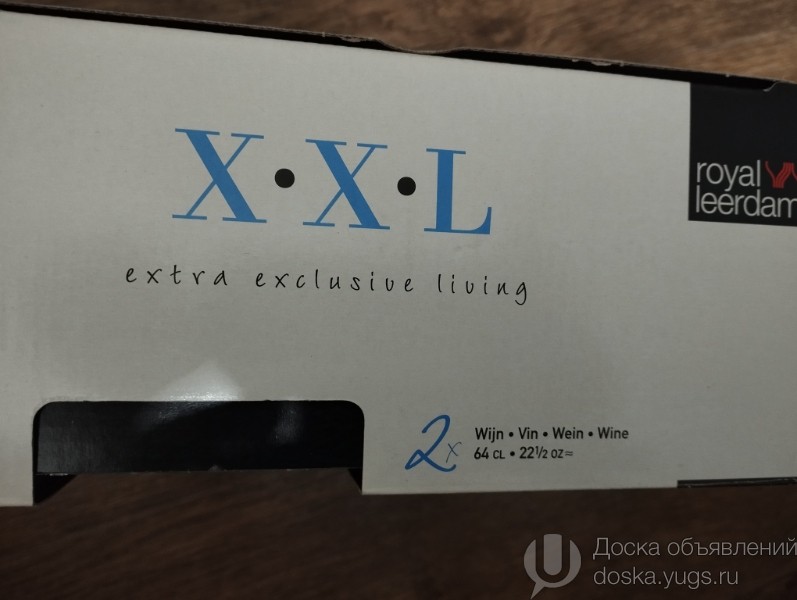 X•X•L
royal
leerdam
extra exclusive living
2x
Wijn • Vin • Wein • Wine
64 CL • 22½ OZ=
Доска объявлений
doska.yugs.ru